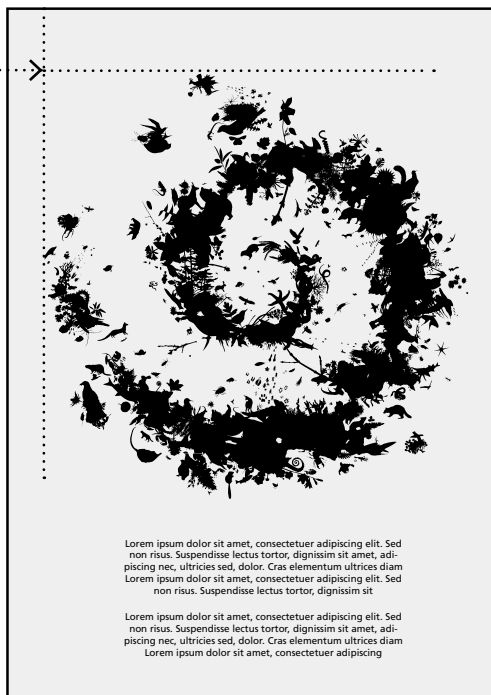 Lorem ipsum dolor sit amet, consectetuer adipiscing elit. Sed
non risus. Suspendisse lectus tortor, dignissim sit amet, adi-
piscing nec, ultricies sed, dolor. Cras elementum ultrices diam
Lorem ipsum dolor sit amet, consectetuer adipiscing elit. Sed
non risus. Suspendisse lectus tortor, dignissim sit
Lorem ipsum dolor sit amet, consectetuer adipiscing elit. Sed
non risus. Suspendisse lectus tortor, dignissim sit amet, adi-
piscing nec, ultricies sed, dolor. Cras elementum ultrices diam
Lorem ipsum dolor sit amet, consectetuer adipiscing